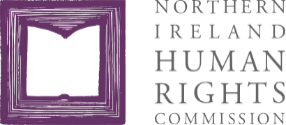 NORTHERN
IRELAND
HUMAN
RIGHTS
COMMISSION